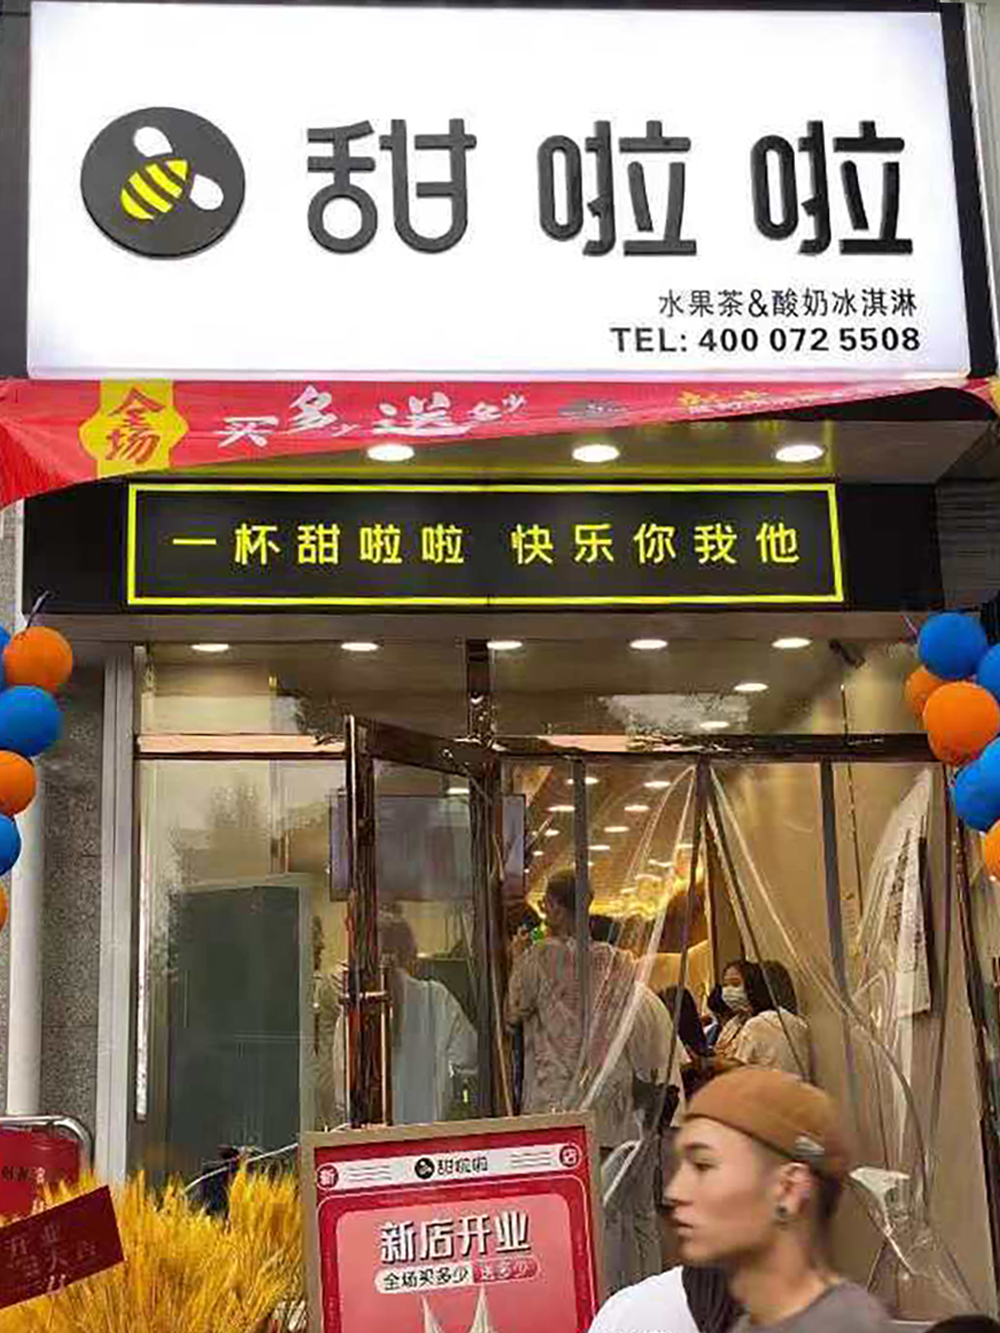 甜啦啦
水果茶&酸奶冰淇淋
TEL: 400 072 5508
全场 买多少送多少
一杯甜啦啦 快乐你我他
新 甜啦啦 店
新店开业
全场买多少 送多少